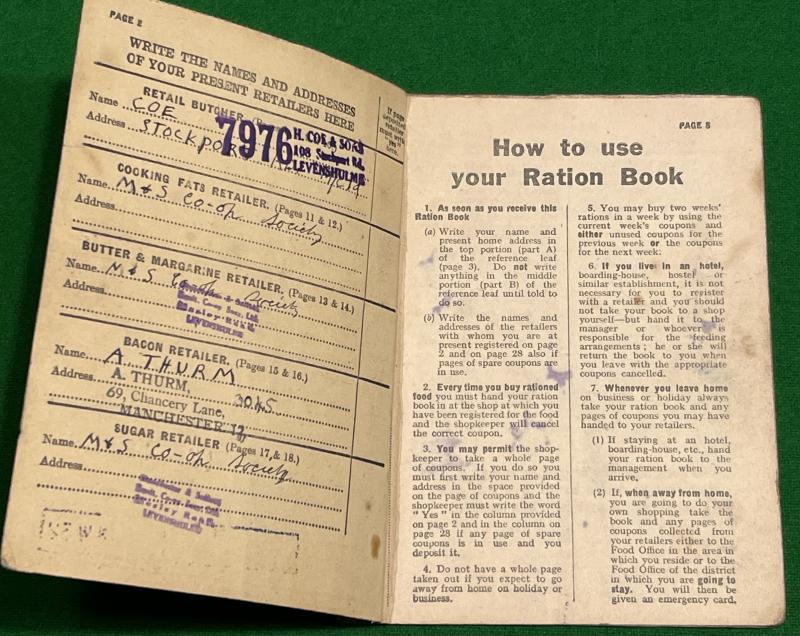 PAGE 2
WRITE THE NAMES AND ADDRESSES
OF YOUR PRESENT RETAILERS HERE
RETAIL BUTCHER.
Name COE
Address STOCKPORT
7976
H. COE & SONS
108 Stockport Rd.
LEVENSHULME
If page
deposited
retailer
must write
"yes"
here.
COOKING FATS RETAILER. (Pages 11 & 12.)
Name M & S Co-op Society
Address
BUTTER & MARGARINE RETAILER. (Pages 13 & 14.)
Name M & S Co-op Society
Address
LEVENSHULME
BACON RETAILER. (Pages 15 & 16.)
Name A. THURM
Address
A. THURM,
69, Chancery Lane,
MANCHESTER
SUGAR RETAILER (Pages 17 & 18.)
Name M & S Co-op Society
Address
LEVENSHULME
PAGE 5
How to use
your Ration Book
1. As soon as you receive this
Ration Book
(a) Write your name and
present home address in
the top portion (part A)
of the reference leaf
(page 3). Do not write
anything in the middle
portion (part B) of the
reference leaf until told to
do so.
(b) Write the names and
addresses of the retailers
with whom you are at
present registered on page
2 and on page 28 also if
pages of spare coupons are
in use.
2. Every time you buy rationed
food you must hand your ration
book in at the shop at which you
have been registered for the food
and the shopkeeper will cancel
the correct coupon.
3. You may permit the shop-
keeper to take a whole page
of coupons. If you do so you
must first write your name and
address in the space provided
on the page of coupons and the
shopkeeper must write the word
"Yes" in the column provided
on page 2 and in the column on
page 28 if any page of spare
coupons is in use and you
deposit it.
4. Do not have a whole page
taken out if you expect to go
away from home on holiday or
business.
5. You may buy two weeks'
rations in a week by using the
current week's coupons and
either unused coupons for the
previous week or the coupons
for the next week.
6. If you live in an hotel,
boarding-house, hostel or
similar establishment, it is not
necessary for you to register
with a retailer and you should
not take your book to a shop
yourself—but hand it to the
manager or whoever is
responsible for the feeding
arrangements; he or she will
return the book to you when
you leave with the appropriate
coupons cancelled.
7. Whenever you leave home
on business or holiday always
take your ration book and any
pages of coupons you may have
handed to your retailers.
(1) If staying at an hotel,
boarding-house, etc., hand
your ration book to the
management when you
arrive.
(2) If, when away from home,
you are going to do your
own shopping take the
book and any pages of
coupons collected from
your retailers either to the
Food Office in the area in
which you reside or to the
Food Office of the district
in which you are going to
stay. You will then be
given an emergency card.